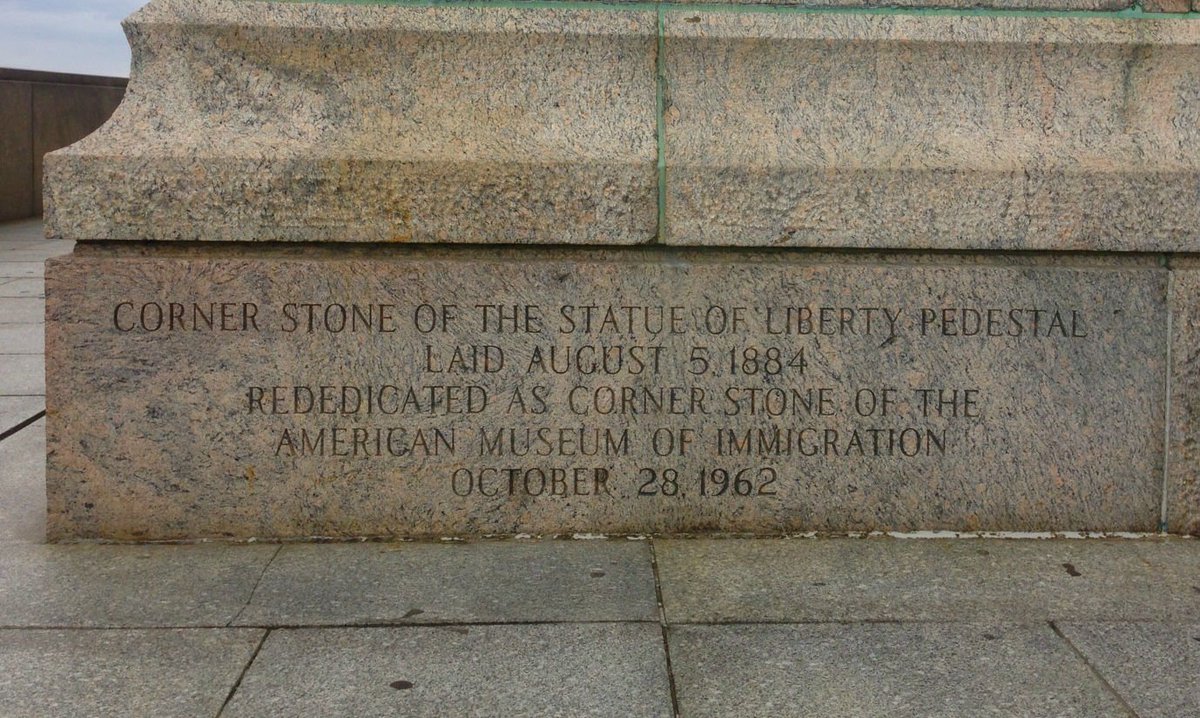 CORNER STONE OF THE STATUE OF LIBERTY PEDESTAL
LAID AUGUST 5, 1884
REDEDICATED AS CORNER STONE OF THE
AMERICAN MUSEUM OF IMMIGRATION
OCTOBER 28, 1962